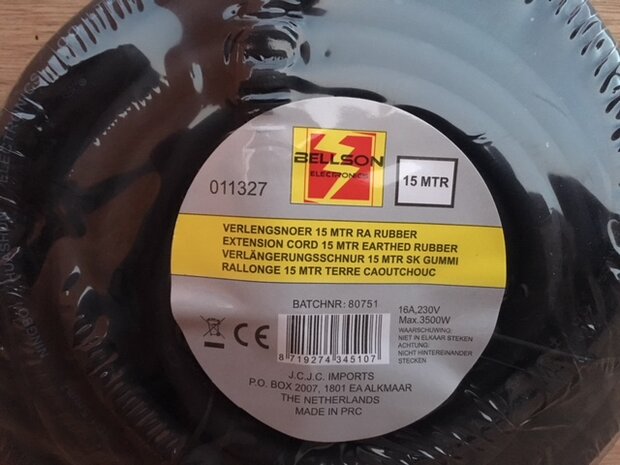 BELLSON
ELECTRONICS
011327
15 MTR
VERLENGSNOER 15 MTR RA RUBBER
EXTENSION CORD 15 MTR EARTHED RUBBER
VERLÄNGERUNGSSCHNUR 15 MTR SK GUMMI
RALLONGE 15 MTR TERRE CAOUTCHOUC
BATCHNR: 80751
16A,230V
Max.3500W
WAARSCHUWING:
NIET IN ELKAAR STEKEN
ACHTUNG:
NICHT HINTEREINANDER
STECKEN
CE
8 719274 345107
J.C.J.C. IMPORTS
P.O. BOX 2007, 1801 EA ALKMAAR
THE NETHERLANDS
MADE IN PRC
NINGBO